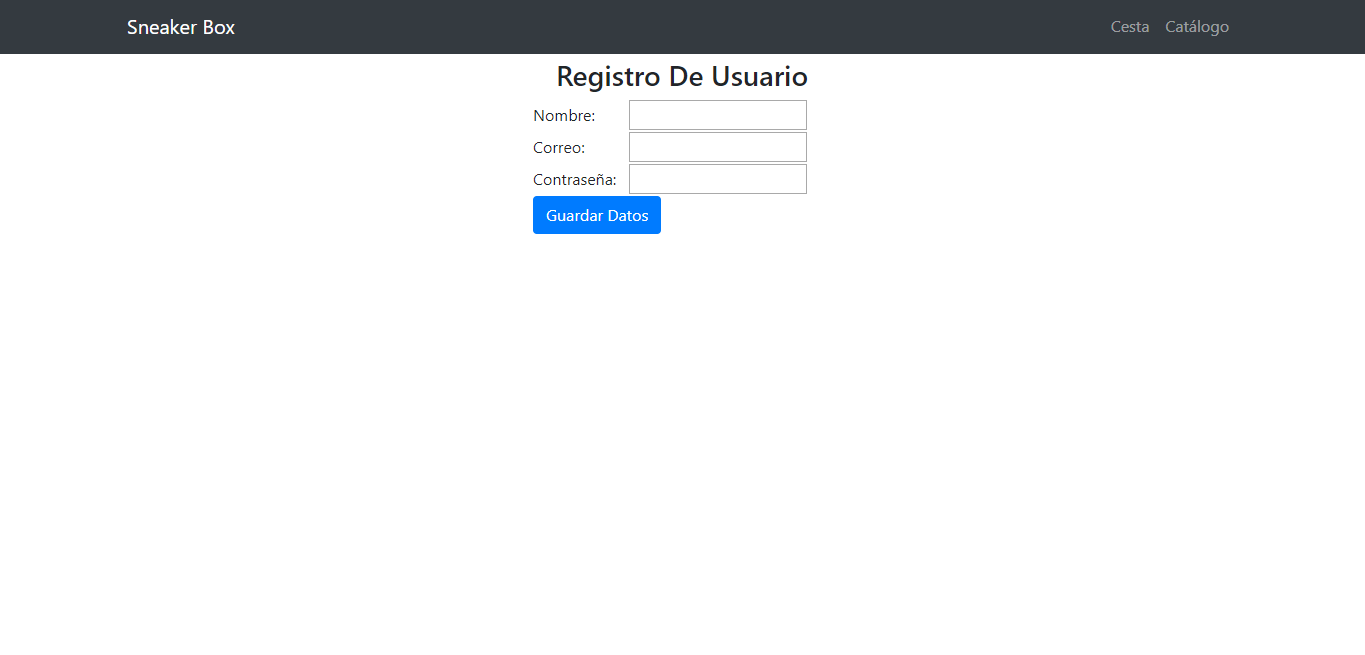 Sneaker Box Cesta Catálogo
Registro De Usuario
Nombre:
Correo:
Contraseña:
Guardar Datos